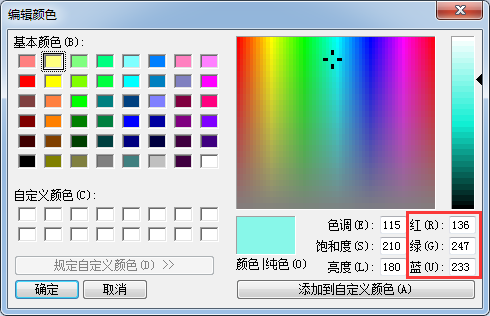 编辑颜色
基本颜色(B):
自定义颜色(C):
规定自定义颜色(D) >>
确定
取消
颜色|纯色(O)
色调(E): 115
饱和度(S): 210
亮度(L): 180
红(R): 136
绿(G): 247
蓝(U): 233
添加到自定义颜色(A)